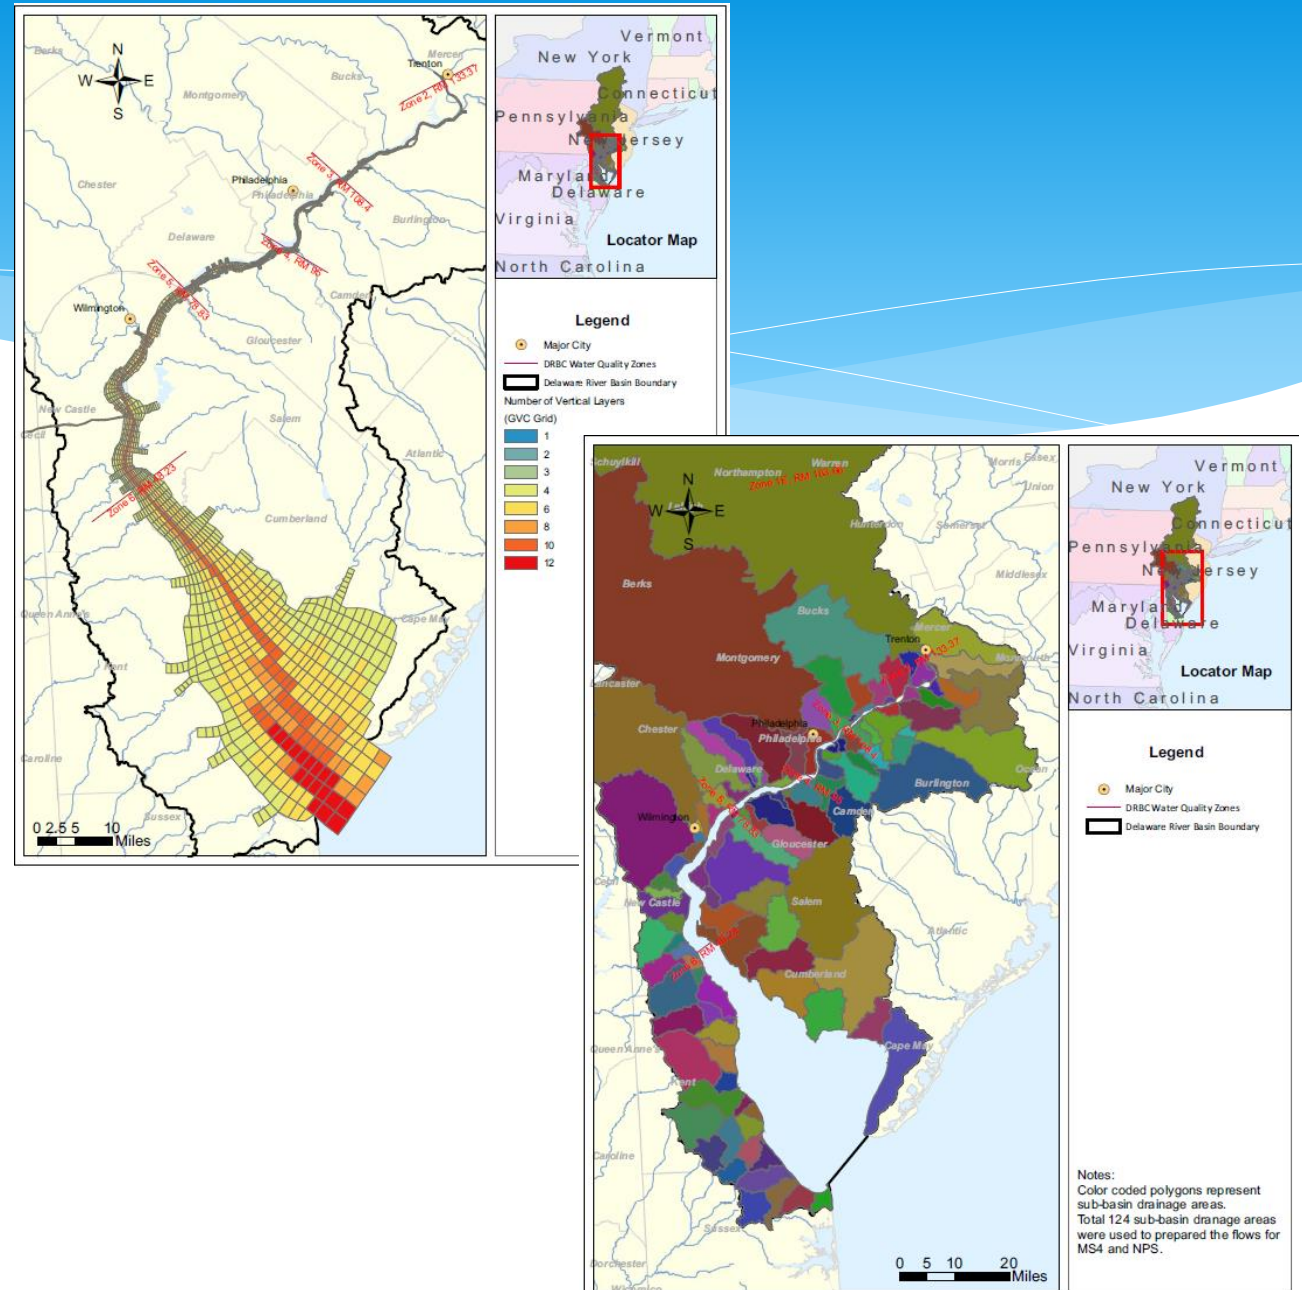 Berks
N
W
E
S
Mercer
Trenton
Bucks
Zone 2, RM 133.37
Montgomery
Chester
Philadelphia
Philadelphia
Zone 3, RM 108.4
Burlington
Delaware
Zone 4, RM 95
Zone 5, RM 78.83
Camden
Wilmington
Gloucester
New Castle
Salem
Cecil
Atlantic
Zone 6, RM 43.23
Cumberland
Queen Anne's
Cape May
Kent
Caroline
Sussex
0 2.5 5 10
Miles
Vermont
New York
Connecticut
Pennsylvania
New Jersey
Maryland
Delaware
Virginia
Locator Map
North Carolina
Legend
Major City
DRBC Water Quality Zones
Delaware River Basin Boundary
Number of Vertical Layers
(GVC Grid)
1
2
3
4
6
8
10
12
Schuylkill
Northampton
Warren
Morris
Essex
Union
N
W
E
S
Hunterdon
Somerset
Middlesex
Berks
Bucks
Mercer
Trenton
Monmouth
Montgomery
Lancaster
Chester
Philadelphia
Philadelphia
Delaware
Burlington
Ocean
Camden
Wilmington
Gloucester
Cecil
New Castle
Salem
Atlantic
Cumberland
Queen Anne's
Cape May
Kent
Caroline
Sussex
Dorchester
0 5 10 20
Miles
Vermont
New York
Connecticut
Pennsylvania
New Jersey
Maryland
Delaware
Virginia
Locator Map
North Carolina
Legend
Major City
DRBC Water Quality Zones
Delaware River Basin Boundary
Notes:
Color coded polygons represent
sub-basin drainage areas.
Total 124 sub-basin dranage areas
were used to prepared the flows for
MS4 and NPS.